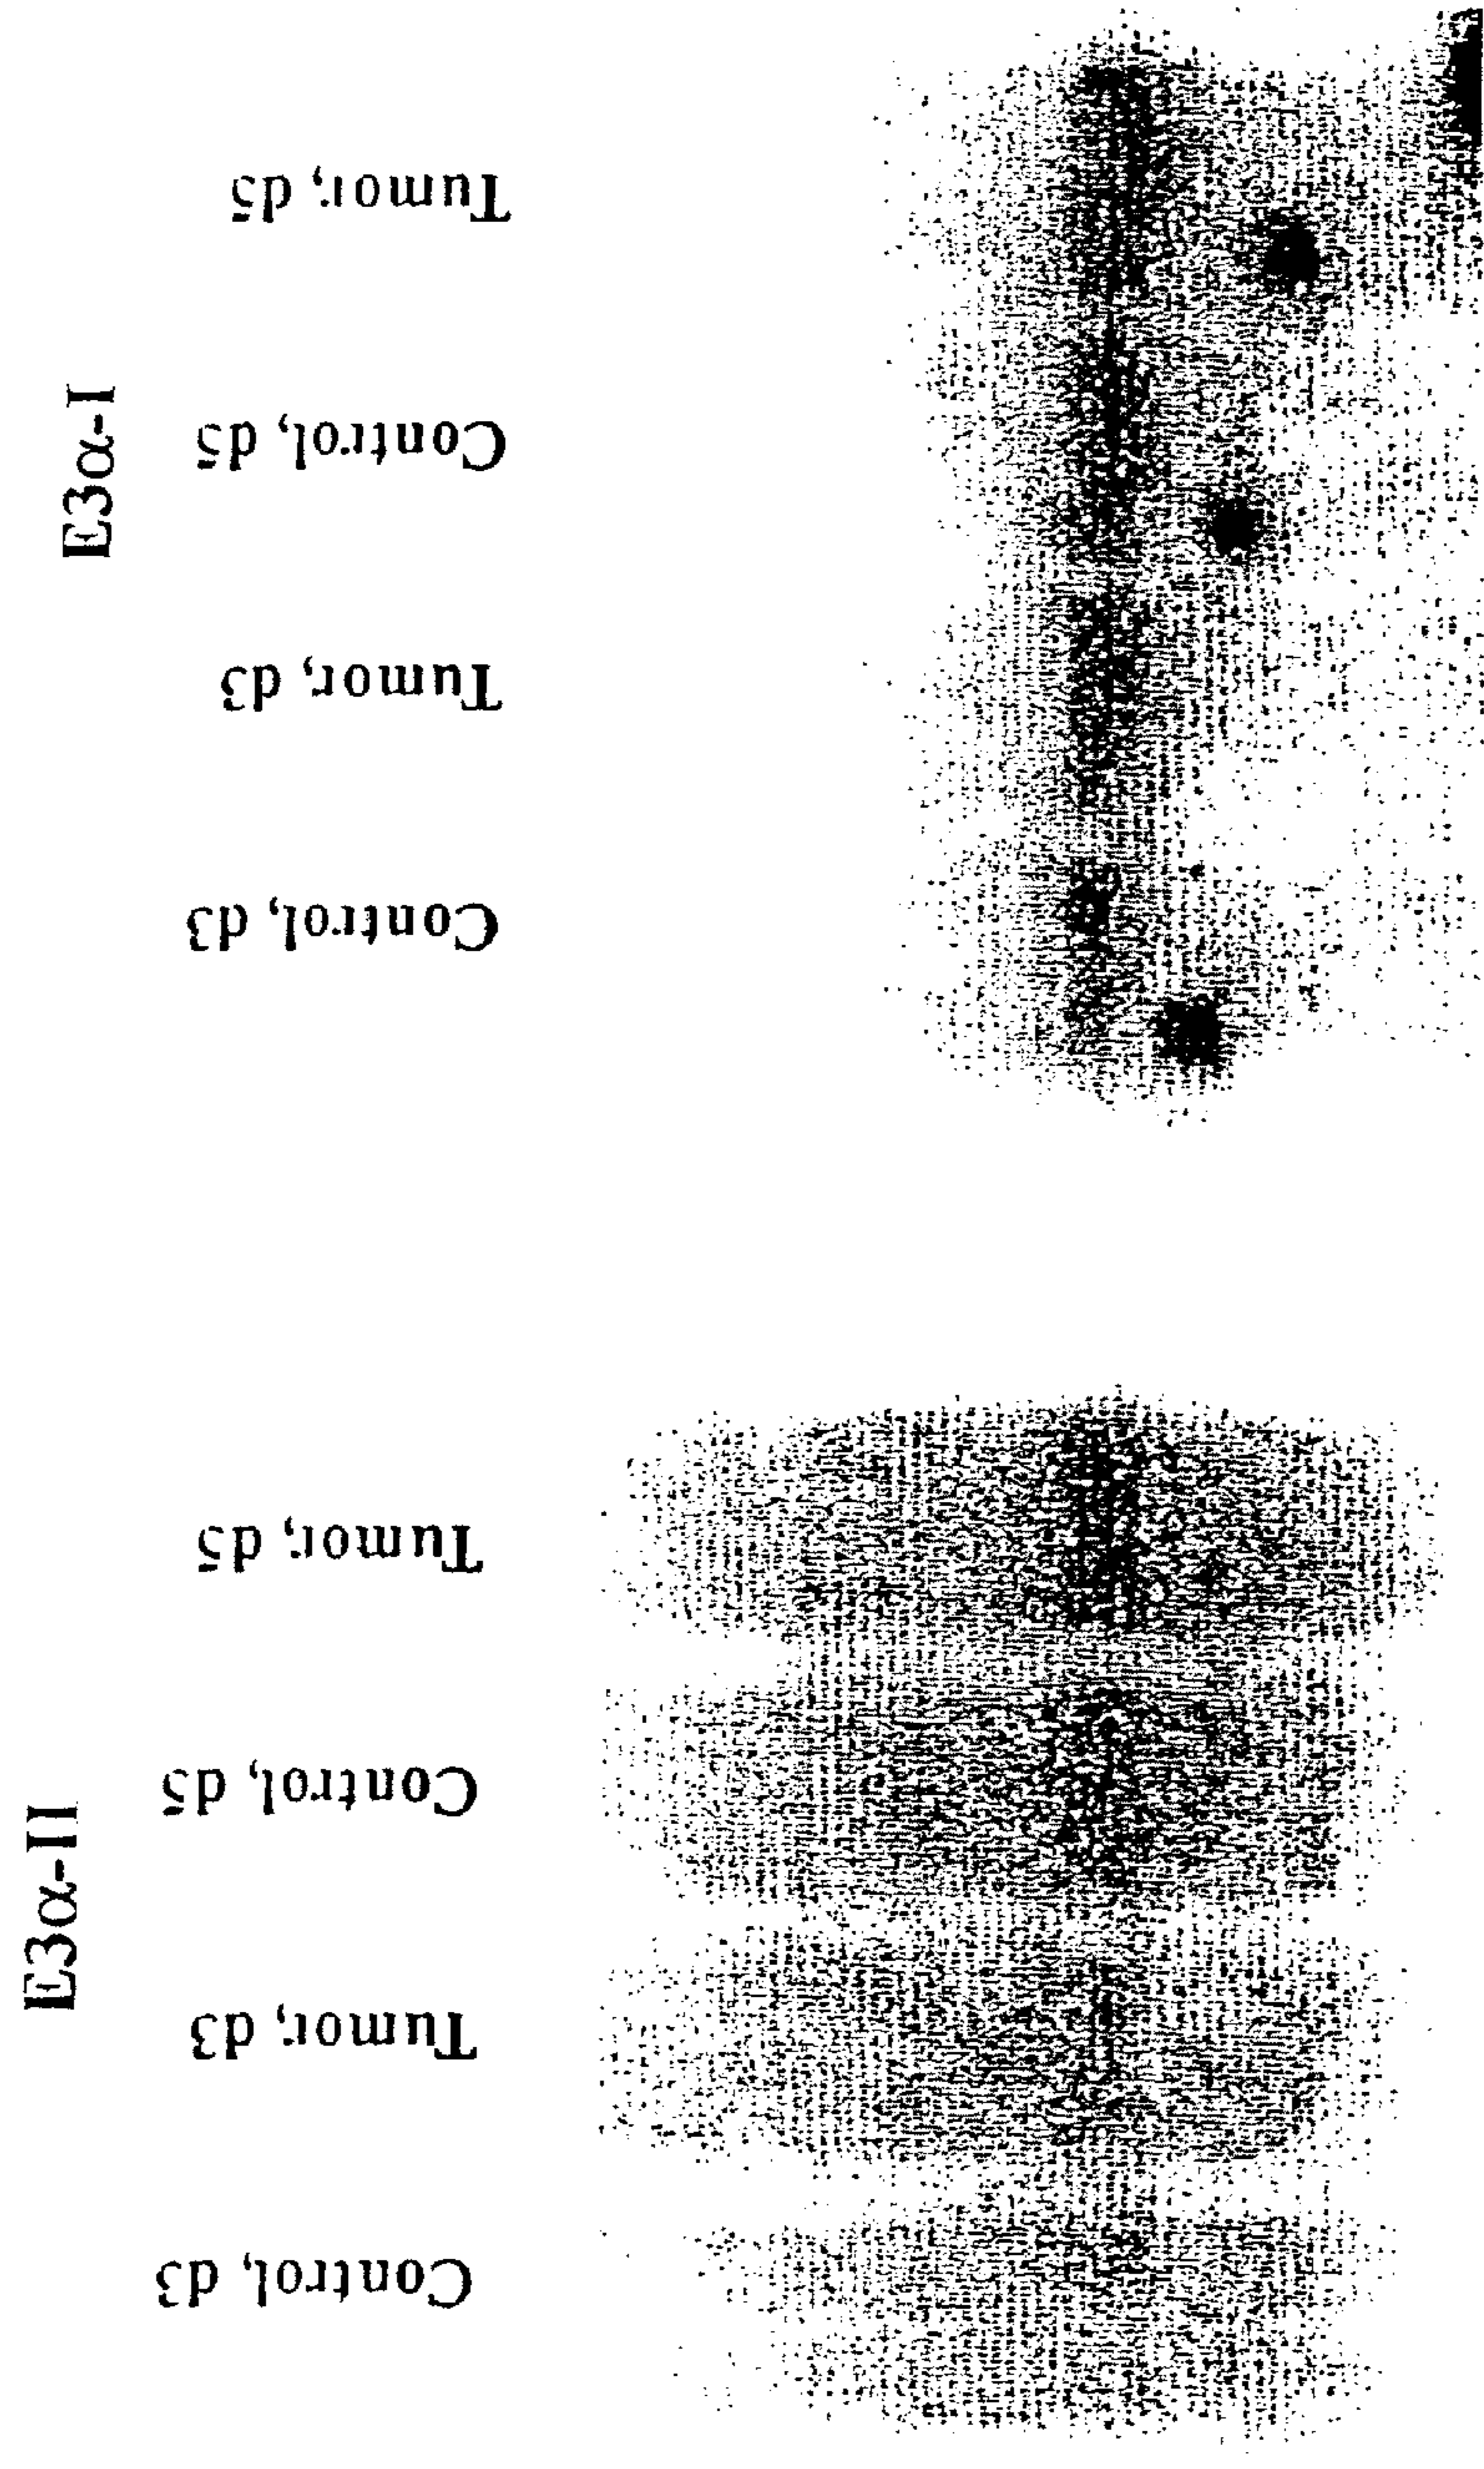 E3α-II
Control, d3
Tumor, d3
Control, d5
Tumor, d5
E3α-I
Control, d3
Tumor, d3
Control, d5
Tumor, d5